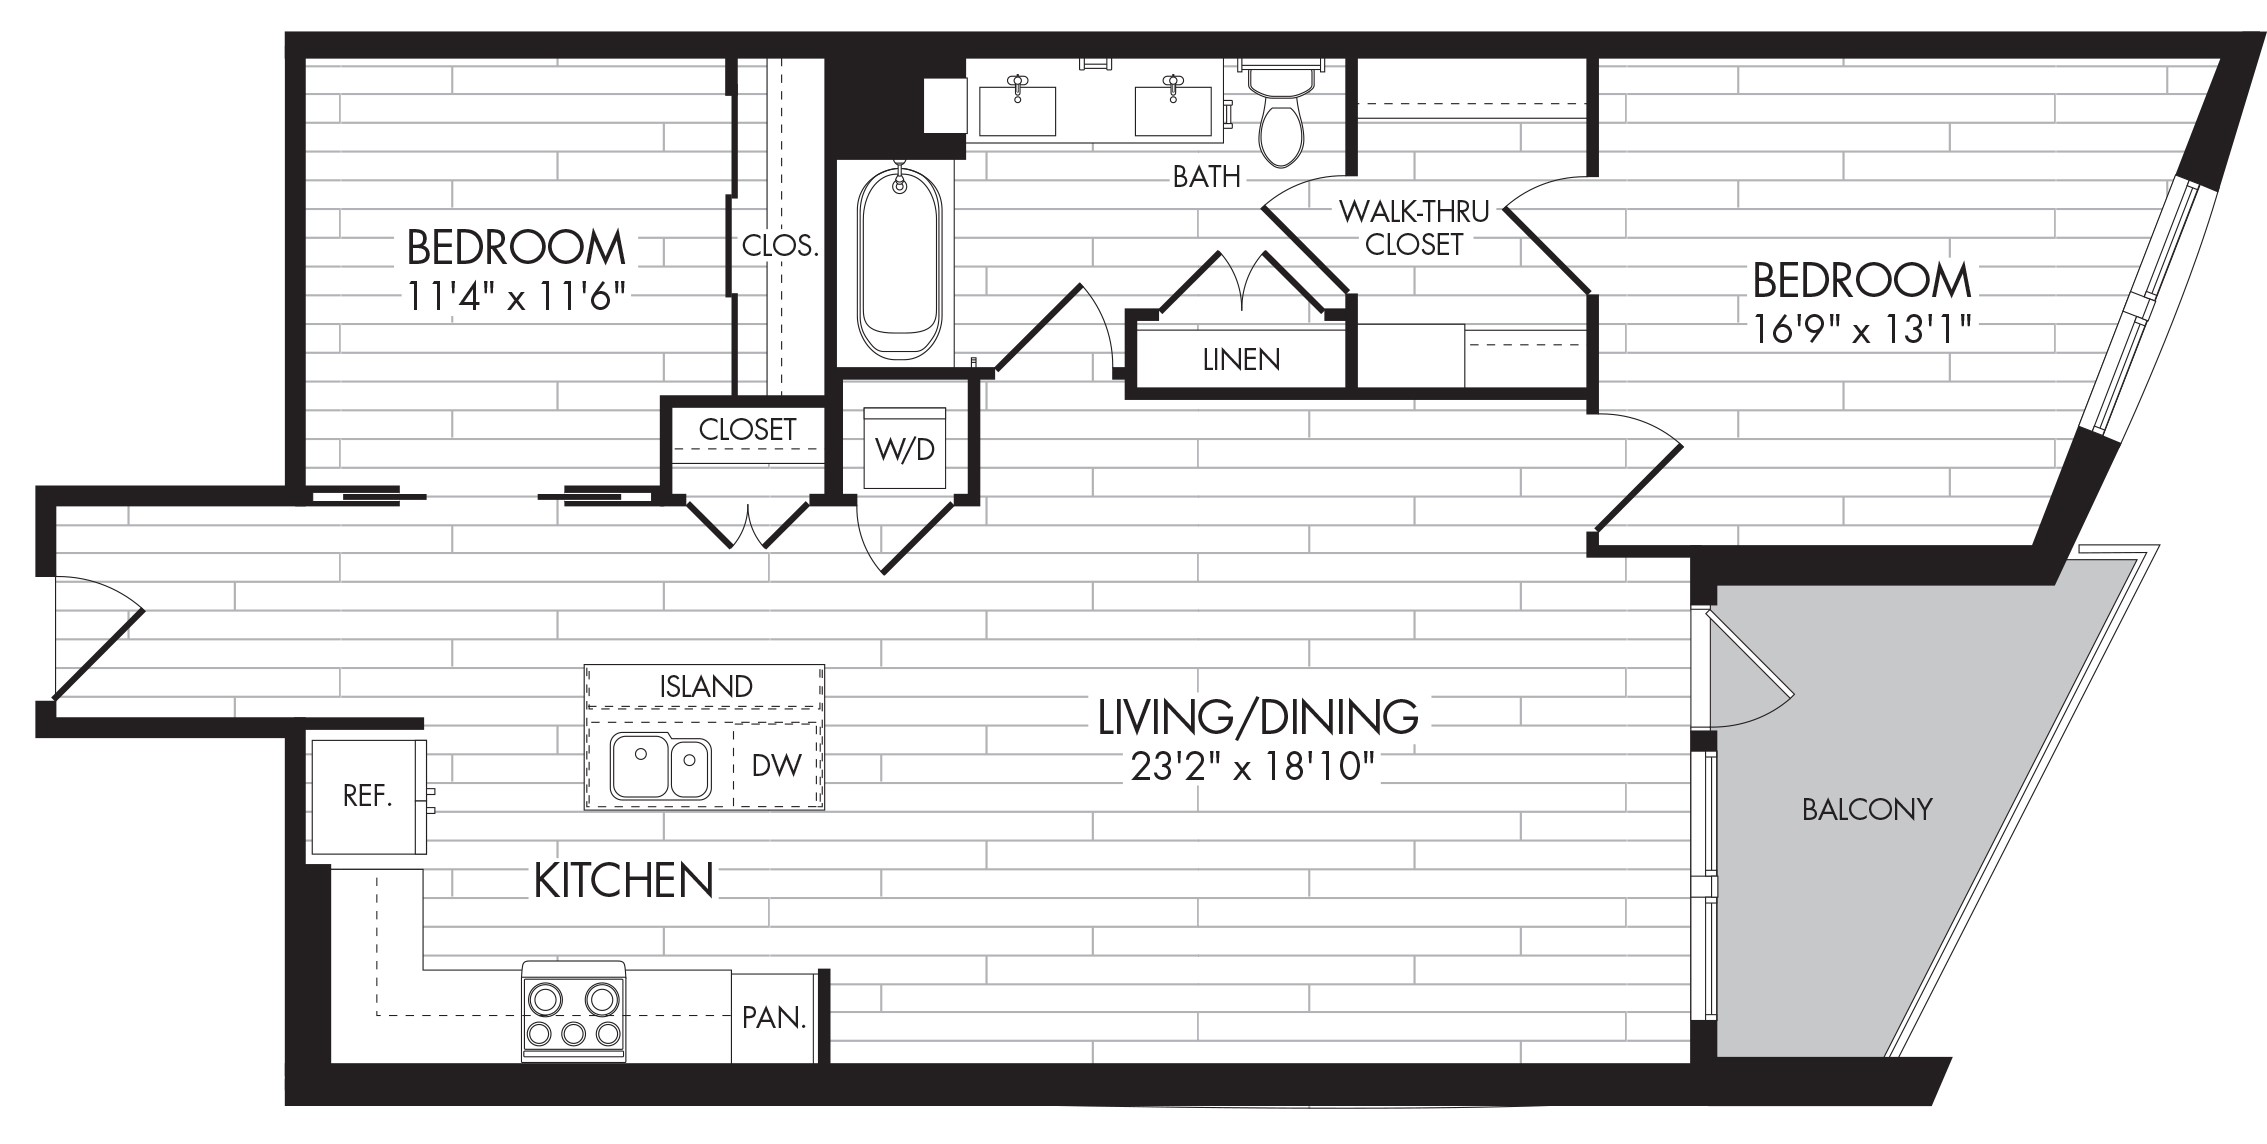 BEDROOM
11'4" x 11'6"
CLOS.
BATH
WALK-THRU
CLOSET
BEDROOM
16'9" x 13'1"
LINEN
CLOSET
W/D
ISLAND
DW
LIVING/DINING
23'2" x 18'10"
REF.
BALCONY
KITCHEN
PAN.